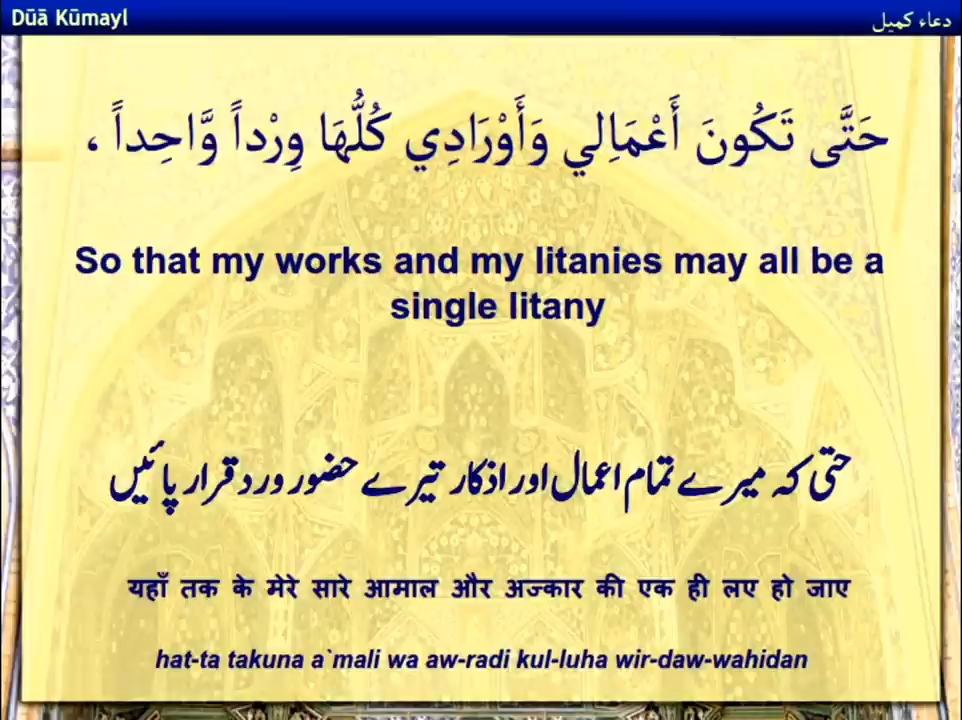 Dūā Kūmayl
دعاء كميل
حَتَّى تَكُونَ أَعْمَالِي وَأَوْرَادِي كُلُّهَا وِرْداً وَّاحِداً ،
So that my works and my litanies may all be a
single litany
حتی کہ میرے تمام اعمال اور اذکار تیرے حضور ورد قرار پائیں
यहाँ तक के मेरे सारे आमाल और अज्कार की एक ही लए हो जाए
hat-ta takuna a`mali wa aw-radi kul-luha wir-daw-wahidan